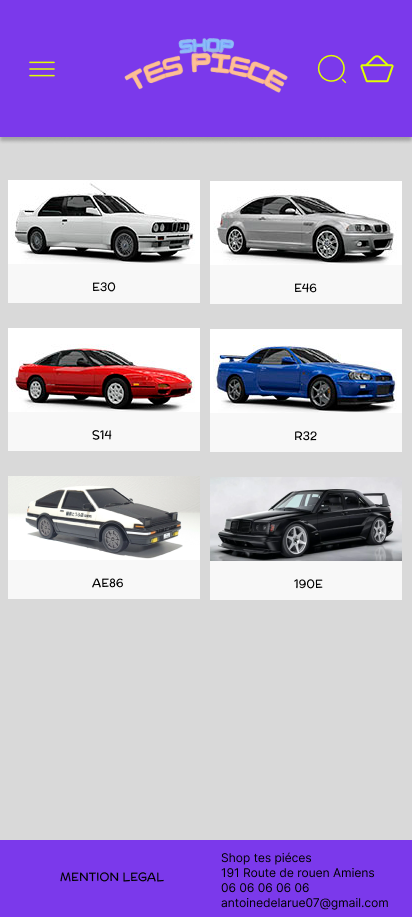 SHOP
TES PIECE
E30
E46
S14
R32
AE86
190E
MENTION LEGAL
Shop tes piéces
191 Route de rouen Amiens
06 06 06 06 06
antoinedelarue07@gmail.com